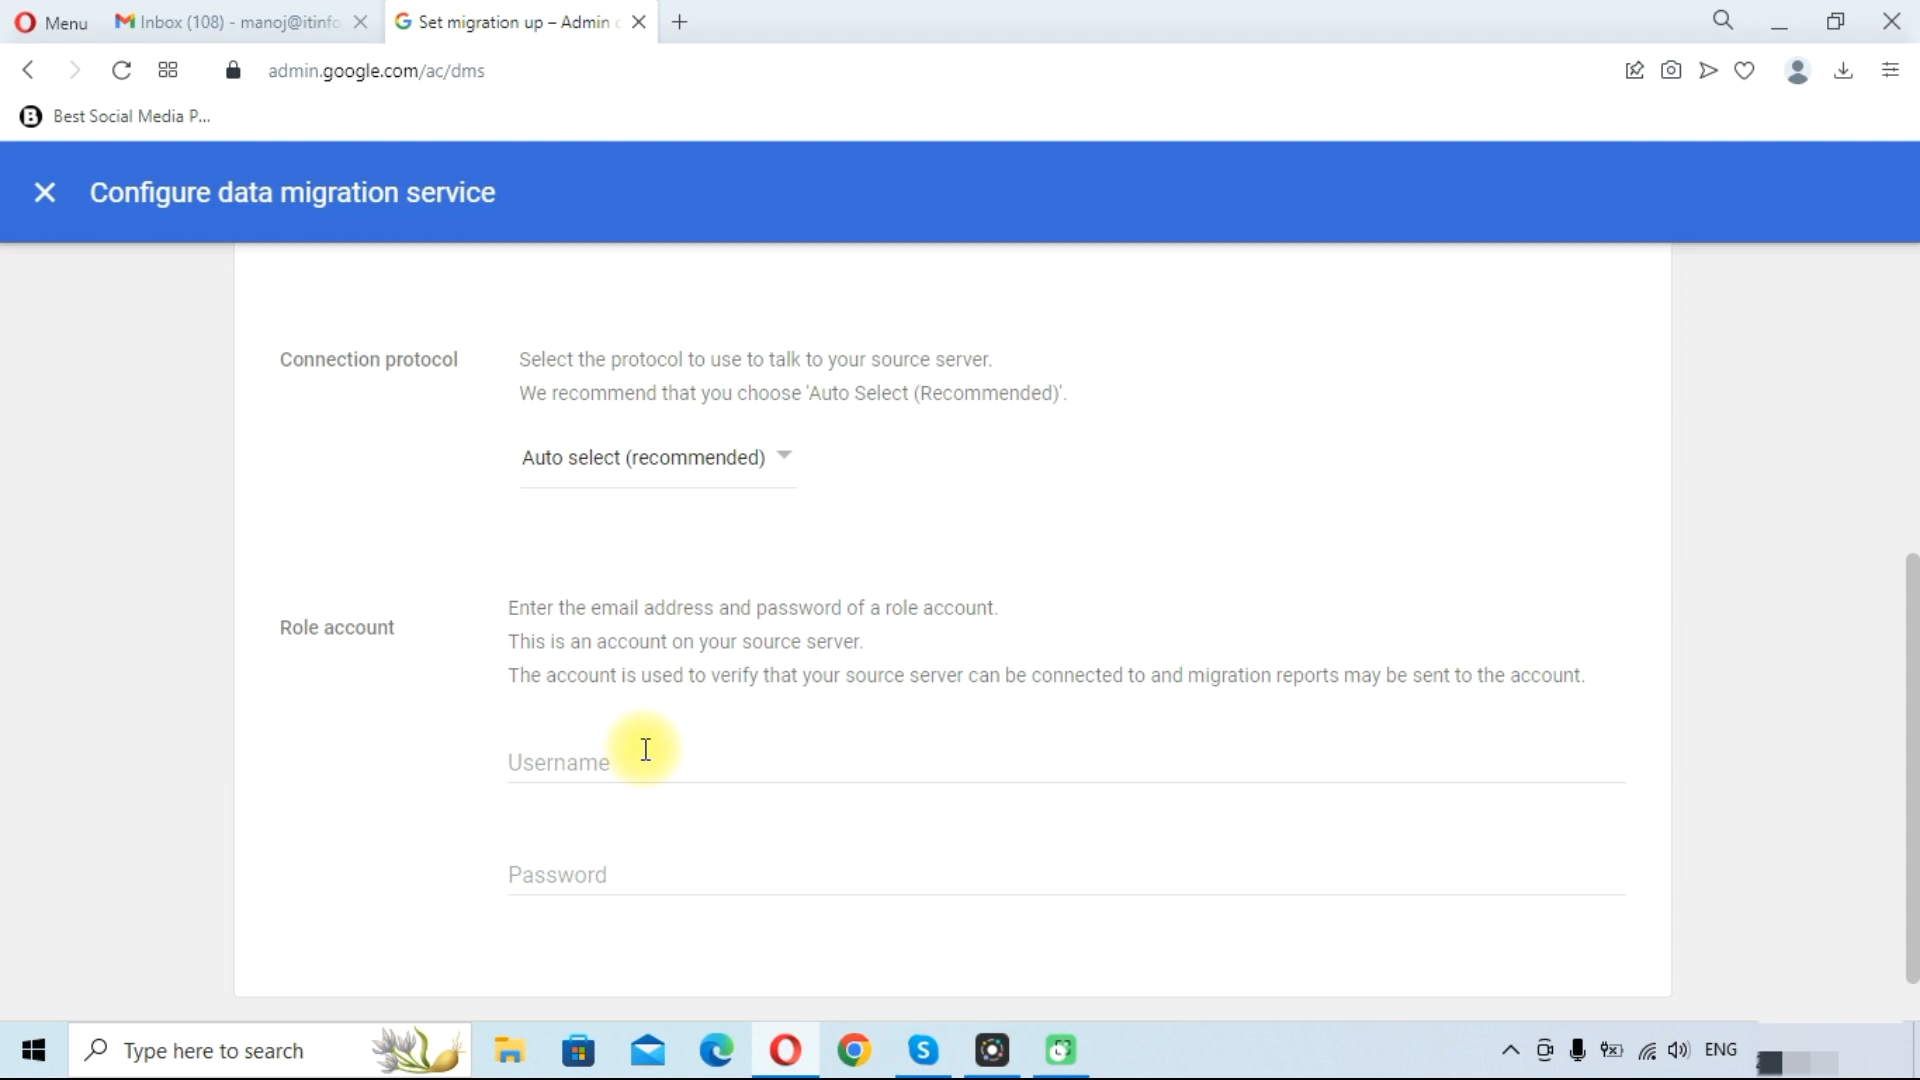 Menu
Inbox (108) - manoj@itinfo
Set migration up – Admin
admin.google.com/ac/dms
Best Social Media P...
Configure data migration service
Connection protocol
Select the protocol to use to talk to your source server.
We recommend that you choose 'Auto Select (Recommended)'.
Auto select (recommended)
Role account
Enter the email address and password of a role account.
This is an account on your source server.
The account is used to verify that your source server can be connected to and migration reports may be sent to the account.
Username
Password
Type here to search
ENG